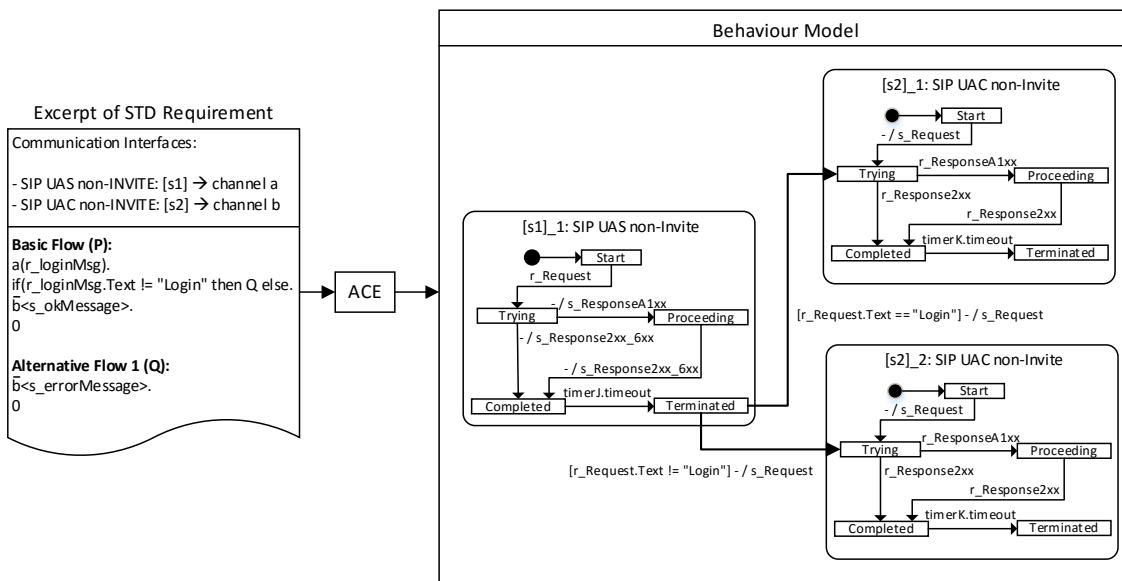 Behaviour Model
Excerpt of STD Requirement
Communication Interfaces:
- SIP UAS non-INVITE: [s1] → channel a
- SIP UAC non-INVITE: [s2] → channel b
Basic Flow (P):
a(r_loginMsg).
if(r_loginMsg.Text != "Login" then Q else.
b̅<s_okMessage>.
0
Alternative Flow 1 (Q):
b̅<s_errorMessage>.
0
ACE
[s1]_1: SIP UAS non-Invite
Start
r_Request
Trying
- / s_ResponseA1xx
Proceeding
- / s_Response2xx_6xx
- / s_Response2xx_6xx
Completed
timerJ.timeout
Terminated
[s2]_1: SIP UAC non-Invite
Start
- / s_Request
Trying
r_ResponseA1xx
Proceeding
r_Response2xx
r_Response2xx
Completed
timerK.timeout
Terminated
[r_Request.Text == "Login"] - / s_Request
[s2]_2: SIP UAC non-Invite
Start
- / s_Request
Trying
r_ResponseA1xx
Proceeding
r_Response2xx
r_Response2xx
Completed
timerK.timeout
Terminated
[r_Request.Text != "Login"] - / s_Request